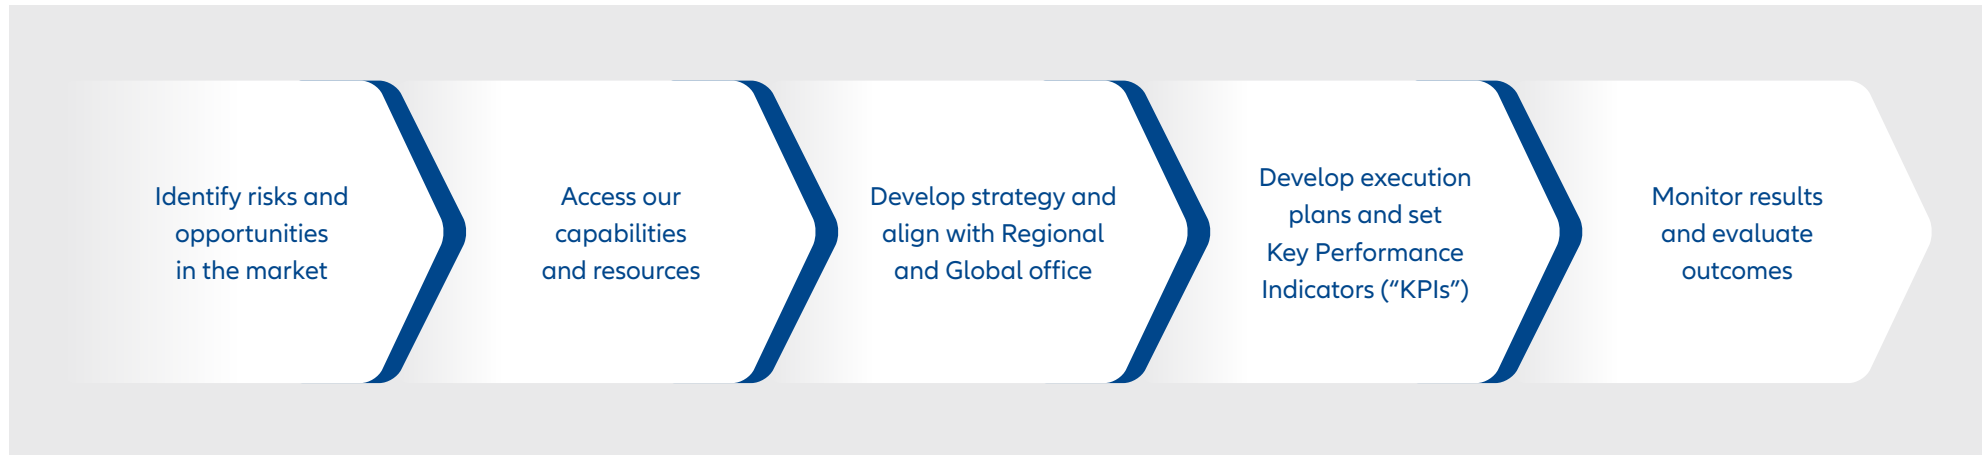 Identify risks and
opportunities
in the market
Access our
capabilities
and resources
Develop strategy and
align with Regional
and Global office
Develop execution
plans and set
Key Performance
Indicators (“KPIs”)
Monitor results
and evaluate
outcomes